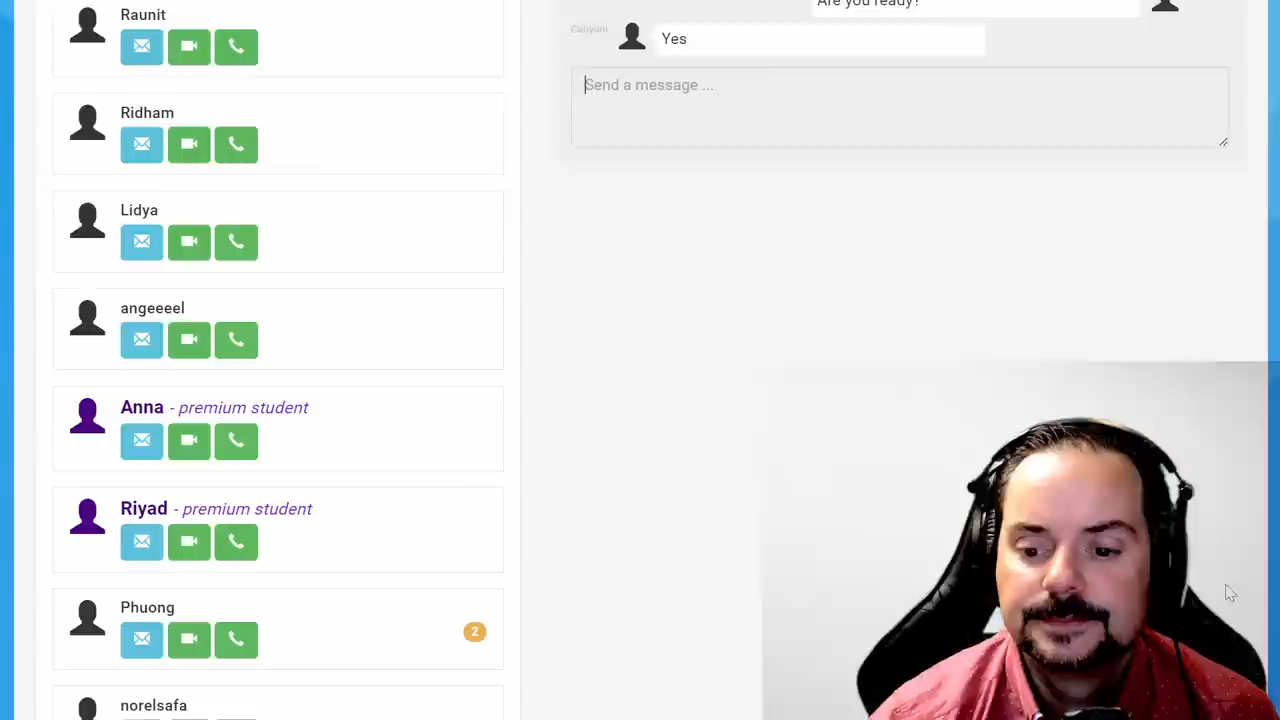 Raunit
Ridham
Lidya
angeeeel
Anna - premium student
Riyad - premium student
Phuong
2
norelsafa
Are you ready?
Yes
Send a message ...